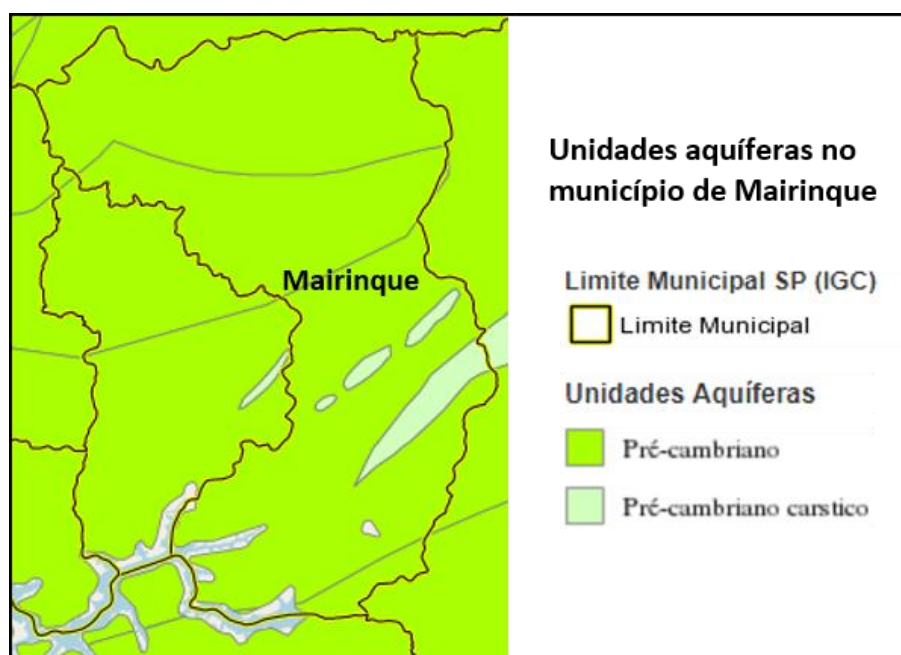 Mairinque
Unidades aquíferas no
município de Mairinque
Limite Municipal SP (IGC)
Limite Municipal
Unidades Aquíferas
Pré-cambriano
Pré-cambriano carstico